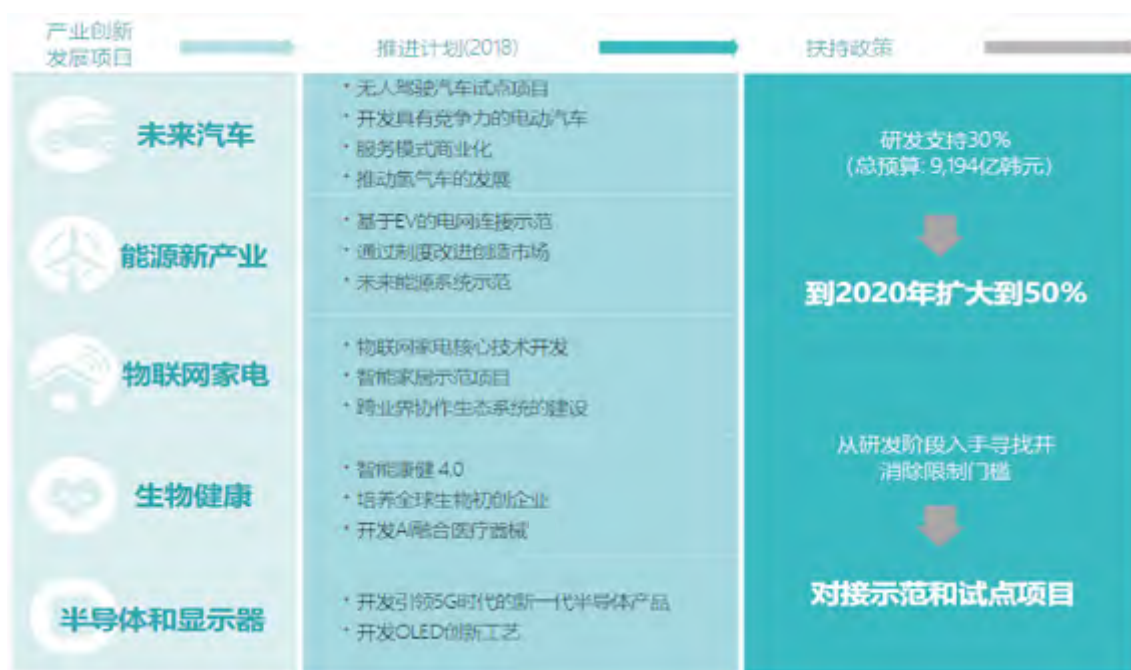 产业创新
发展项目
推进计划(2018)
扶持政策
未来汽车
· 无人驾驶汽车试点项目
· 开发具有竞争力的电动汽车
· 服务模式商业化
· 推动氢气车的发展
能源新产业
· 基于EV的电网连接示范
· 通过制度改进创造市场
· 未来能源系统示范
物联网家电
· 物联网家电核心技术开发
· 智能家居示范项目
· 跨业界协作生态系统的建设
生物健康
· 智能康健 4.0
· 培养全球生物初创企业
· 开发AI融合医疗器械
半导体和显示器
· 开发引领5G时代的新一代半导体产品
· 开发OLED创新工艺
研发支持30%
(总预算: 9,194亿韩元)
到2020年扩大到50%
从研发阶段入手寻找并
消除限制门槛
对接示范和试点项目